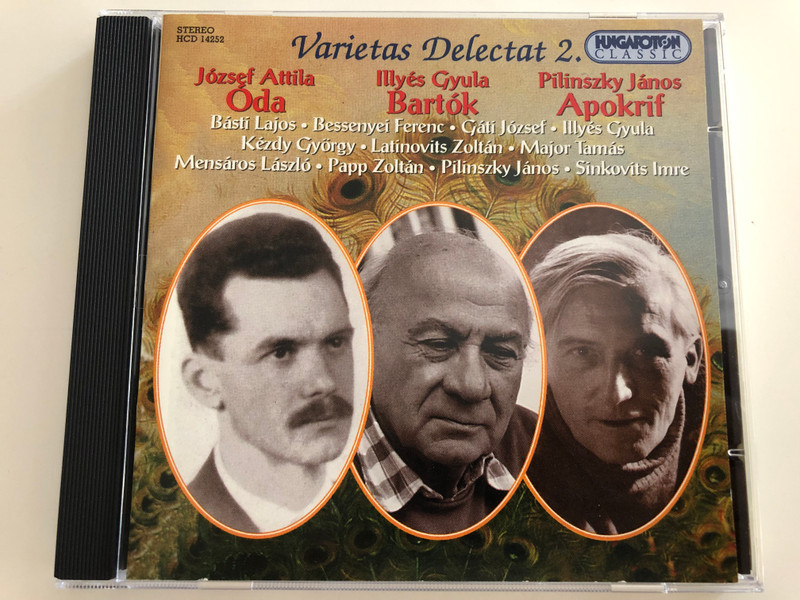 STEREO
HCD 14252
Varietas Delectat 2.
HUNGAROTON
CLASSIC
József Attila Illyés Gyula Pilinszky János
Óda Bartók Apokrif
Básti Lajos • Bessenyei Ferenc • Gáti József • Illyés Gyula
Kézdy György • Latinovits Zoltán • Major Tamás
Mensáros László • Papp Zoltán • Pilinszky János • Sinkovits Imre